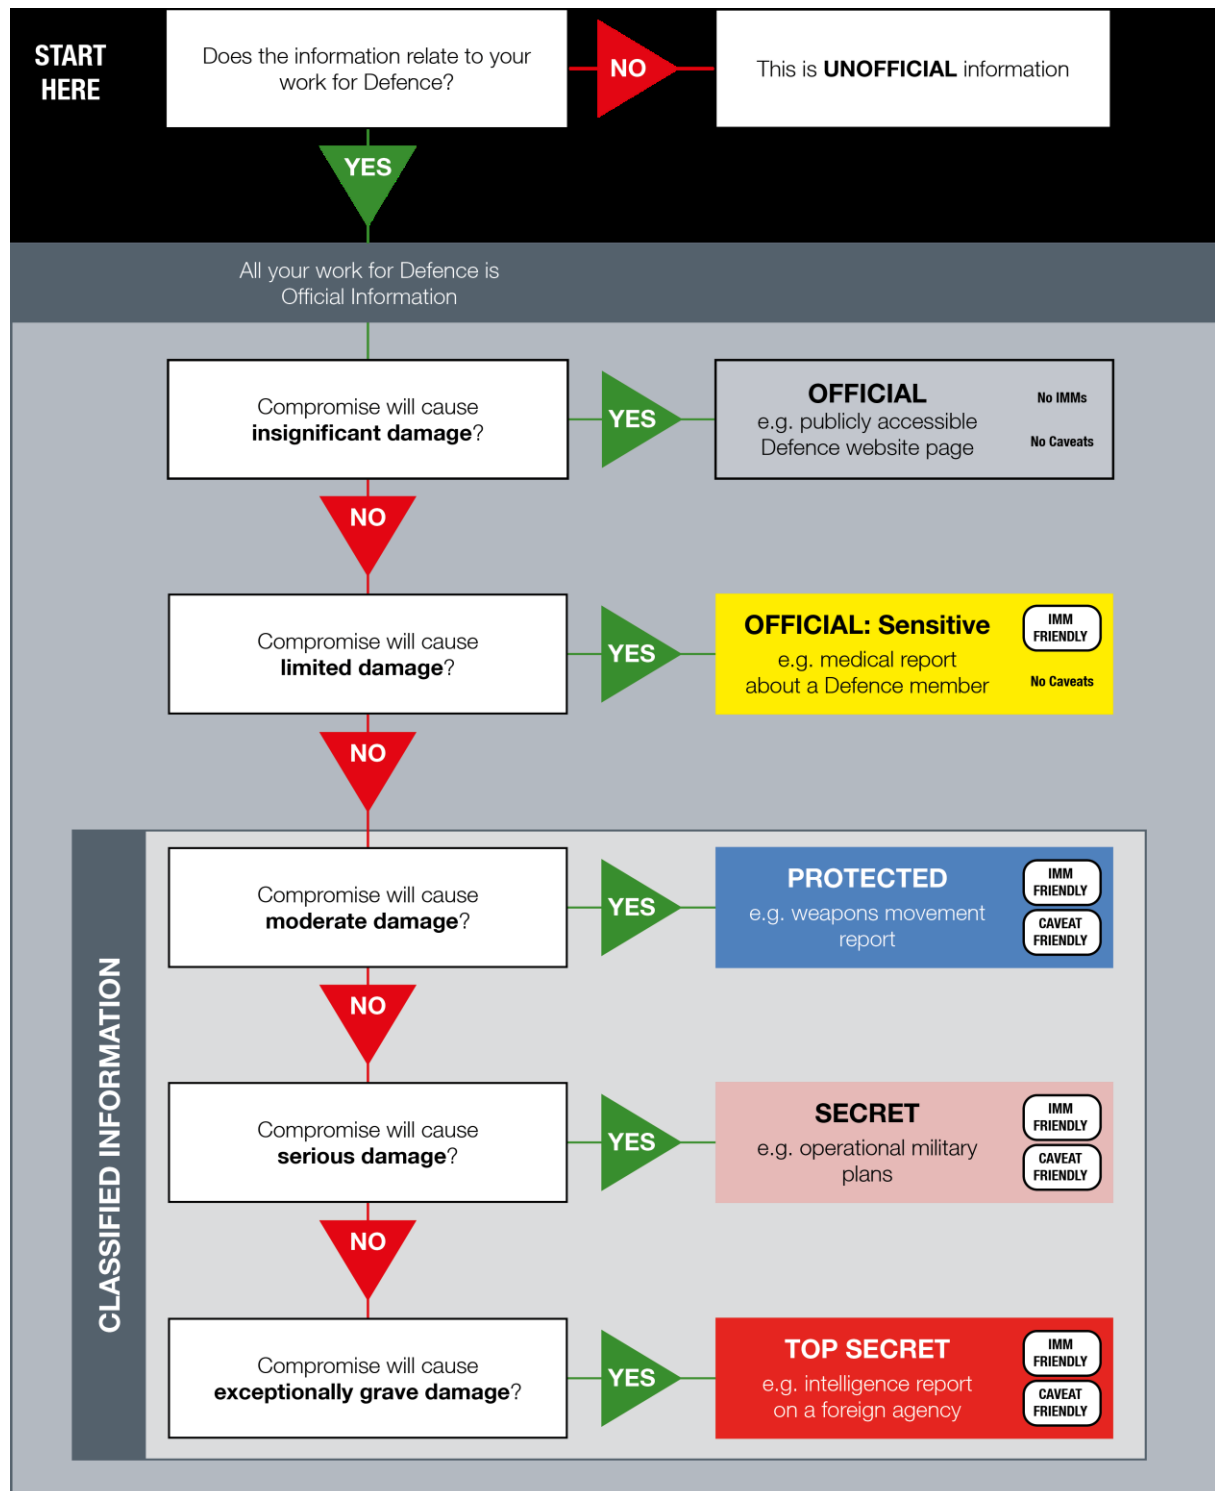 START
HERE
Does the information relate to your
work for Defence?
NO
This is UNOFFICIAL information
YES
All your work for Defence is
Official Information
Compromise will cause
insignificant damage?
YES
OFFICIAL
e.g. publicly accessible
Defence website page
No IMMs
No Caveats
NO
Compromise will cause
limited damage?
YES
OFFICIAL: Sensitive
e.g. medical report
about a Defence member
IMM
FRIENDLY
No Caveats
NO
CLASSIFIED INFORMATION
Compromise will cause
moderate damage?
YES
PROTECTED
e.g. weapons movement
report
IMM
FRIENDLY
CAVEAT
FRIENDLY
NO
Compromise will cause
serious damage?
YES
SECRET
e.g. operational military
plans
IMM
FRIENDLY
CAVEAT
FRIENDLY
NO
Compromise will cause
exceptionally grave damage?
YES
TOP SECRET
e.g. intelligence report
on a foreign agency
IMM
FRIENDLY
CAVEAT
FRIENDLY